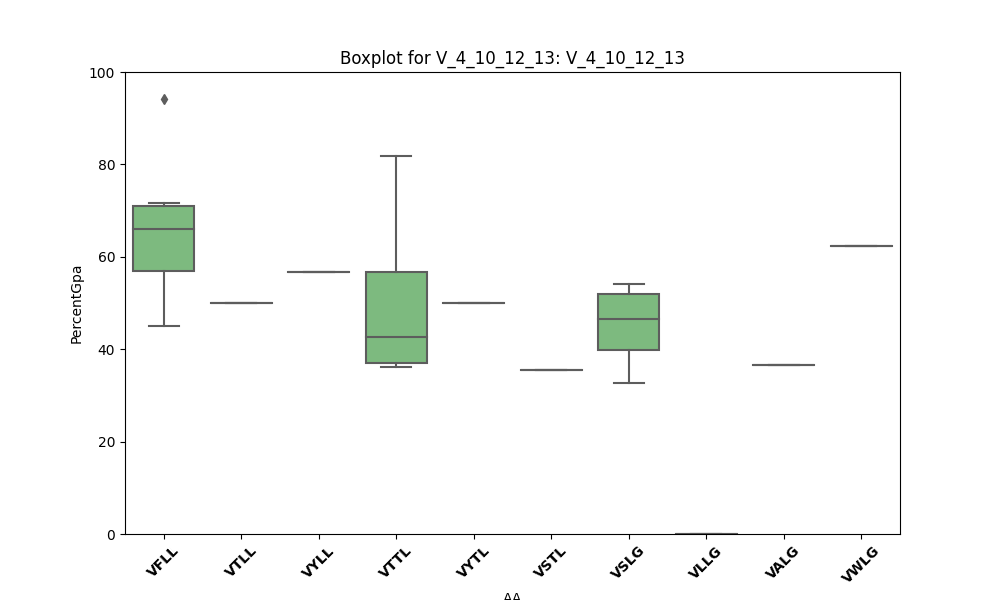 Boxplot for V_4_10_12_13: V_4_10_12_13
100
80
60
40
20
0
PercentGpa
VFLL
VTLL
VYLL
VTTL
VYTL
VSTL
VSLG
VLLG
VALG
VWLG
AA